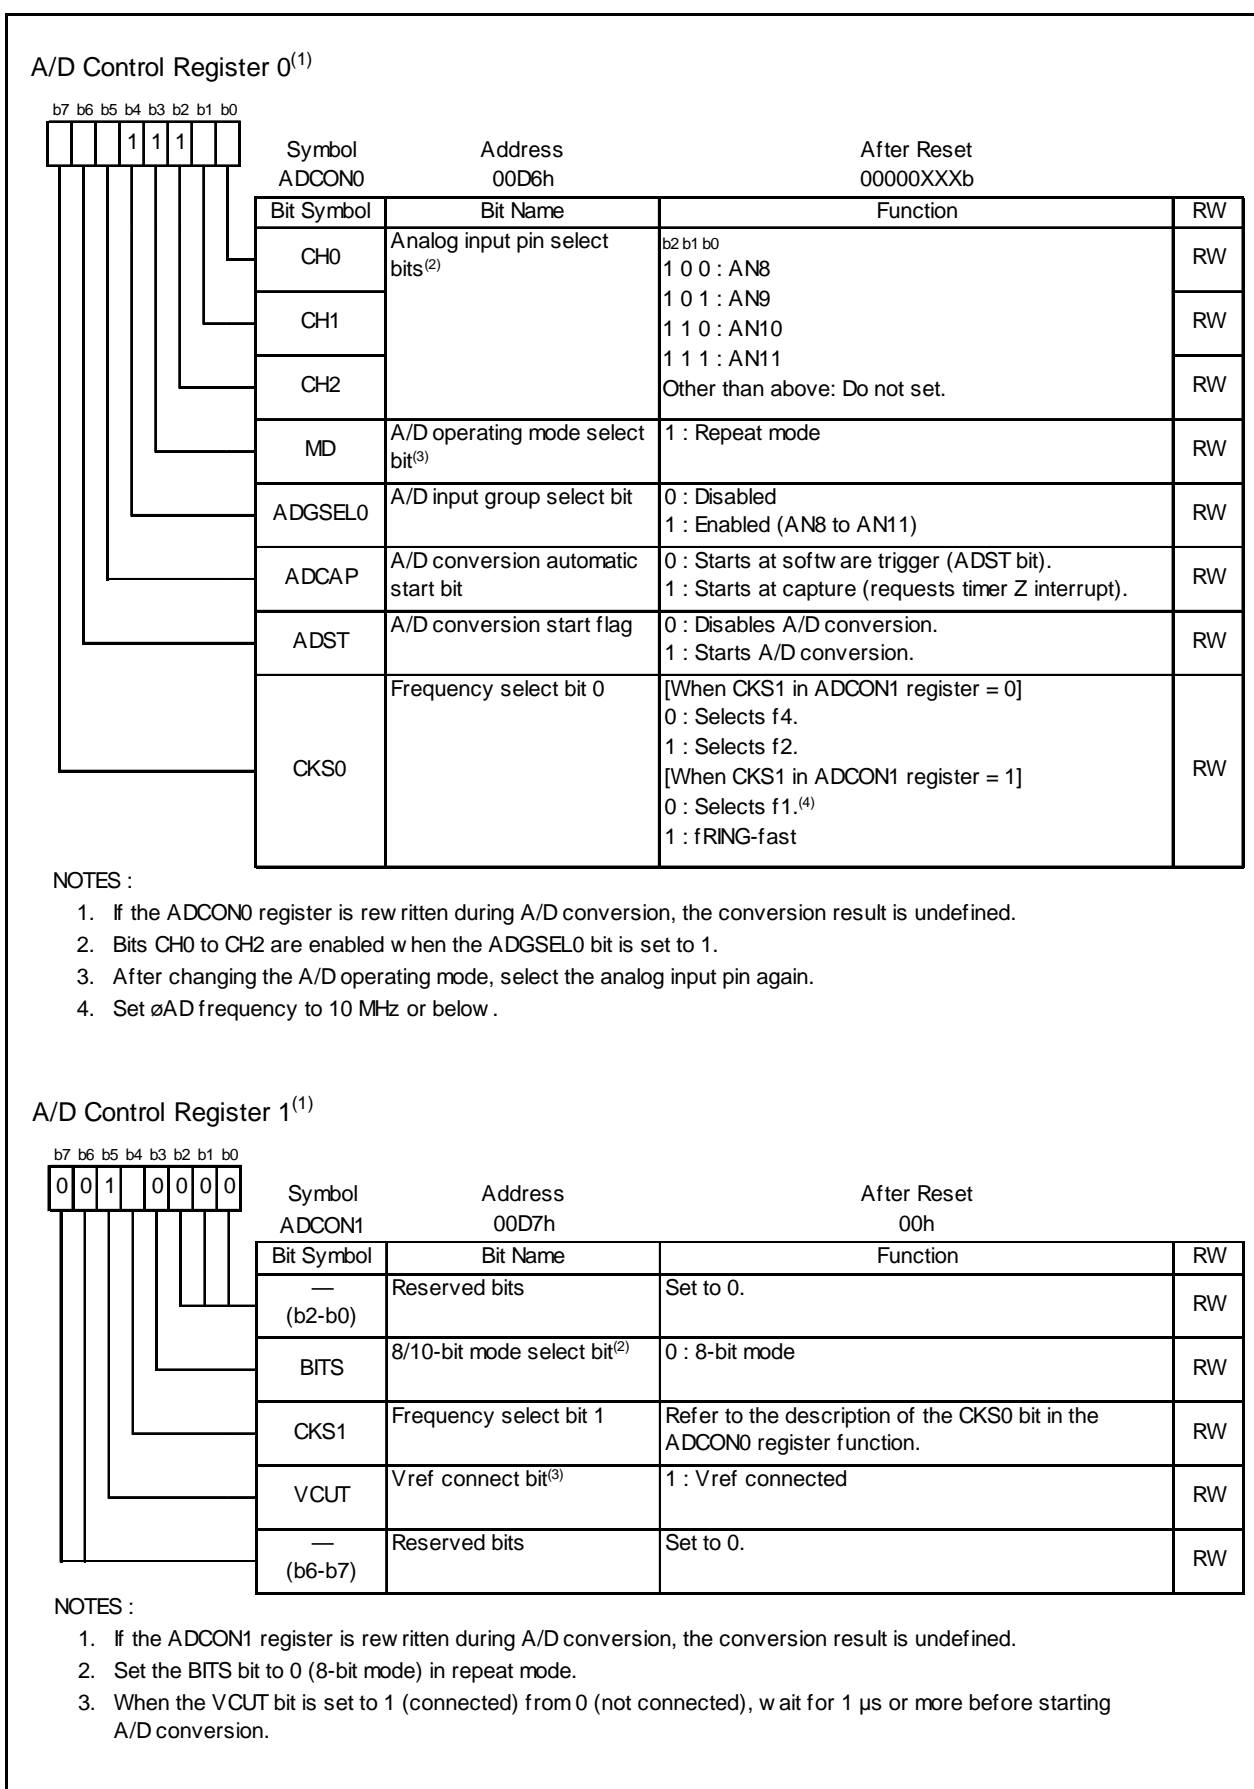 A/D Control Register 0(1)
b7 b6 b5 b4 b3 b2 b1 b0
1 1 1
Symbol Address After Reset
ADCON0 00D6h 00000XXXb
Bit Symbol Bit Name Function RW
CH0 Analog input pin select bits(2) b2 b1 b0 RW
1 0 0 : AN8
1 0 1 : AN9
CH1 1 1 0 : AN10 RW
1 1 1 : AN11
CH2 Other than above: Do not set. RW
MD A/D operating mode select bit(3) 1 : Repeat mode RW
ADGSEL0 A/D input group select bit 0 : Disabled RW
1 : Enabled (AN8 to AN11)
ADCAP A/D conversion automatic start bit 0 : Starts at software trigger (ADST bit). RW
1 : Starts at capture (requests timer Z interrupt).
ADST A/D conversion start flag 0 : Disables A/D conversion. RW
1 : Starts A/D conversion.
CKS0 Frequency select bit 0 [When CKS1 in ADCON1 register = 0] RW
0 : Selects f4.
1 : Selects f2.
[When CKS1 in ADCON1 register = 1]
0 : Selects f1.(4)
1 : fRING-fast
NOTES :
1. If the ADCON0 register is rewritten during A/D conversion, the conversion result is undefined.
2. Bits CH0 to CH2 are enabled when the ADGSEL0 bit is set to 1.
3. After changing the A/D operating mode, select the analog input pin again.
4. Set øAD frequency to 10 MHz or below.
A/D Control Register 1(1)
b7 b6 b5 b4 b3 b2 b1 b0
0 0 1 0 0 0 0
Symbol Address After Reset
ADCON1 00D7h 00h
Bit Symbol Bit Name Function RW
— Reserved bits Set to 0. RW
(b2-b0)
BITS 8/10-bit mode select bit(2) 0 : 8-bit mode RW
CKS1 Frequency select bit 1 Refer to the description of the CKS0 bit in the RW
ADCON0 register function.
VCUT Vref connect bit(3) 1 : Vref connected RW
— Reserved bits Set to 0. RW
(b6-b7)
NOTES :
1. If the ADCON1 register is rewritten during A/D conversion, the conversion result is undefined.
2. Set the BITS bit to 0 (8-bit mode) in repeat mode.
3. When the VCUT bit is set to 1 (connected) from 0 (not connected), wait for 1 µs or more before starting
A/D conversion.